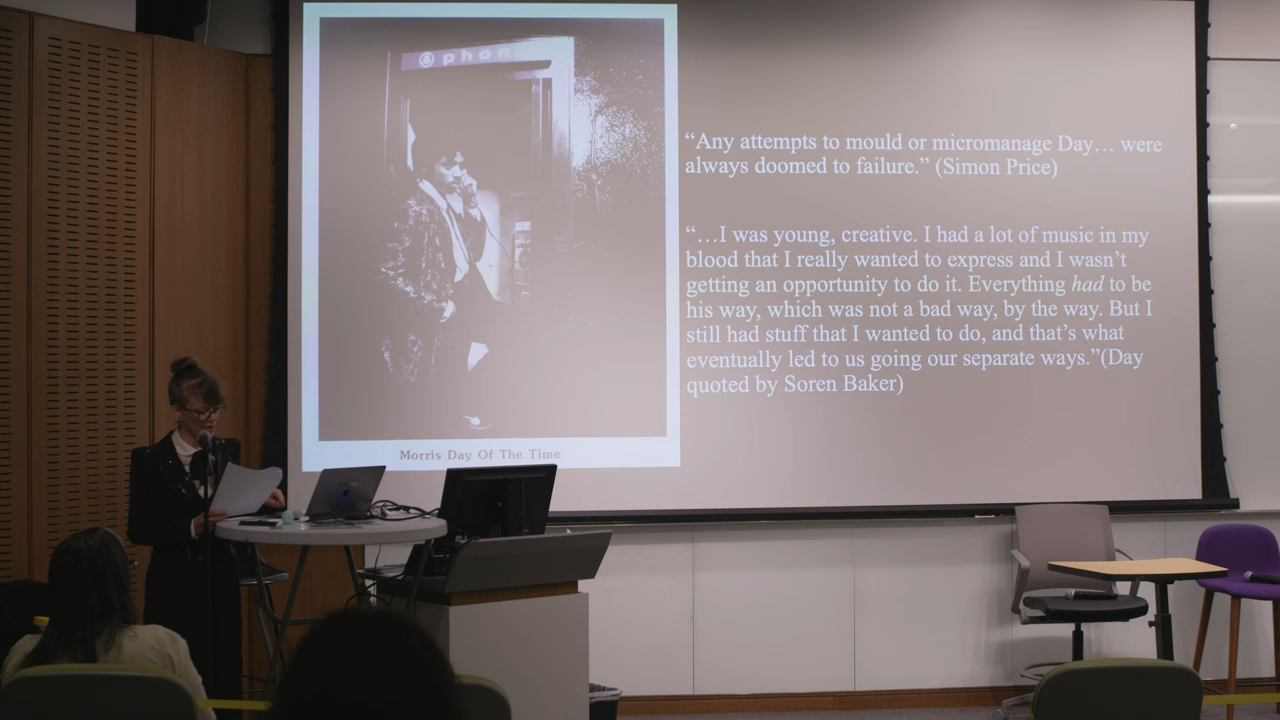 phon
“Any attempts to mould or micromanage Day… were
always doomed to failure.” (Simon Price)
“…I was young, creative. I had a lot of music in my
blood that I really wanted to express and I wasn’t
getting an opportunity to do it. Everything had to be
his way, which was not a bad way, by the way. But I
still had stuff that I wanted to do, and that’s what
eventually led to us going our separate ways.”(Day
quoted by Soren Baker)
Morris Day Of The Time